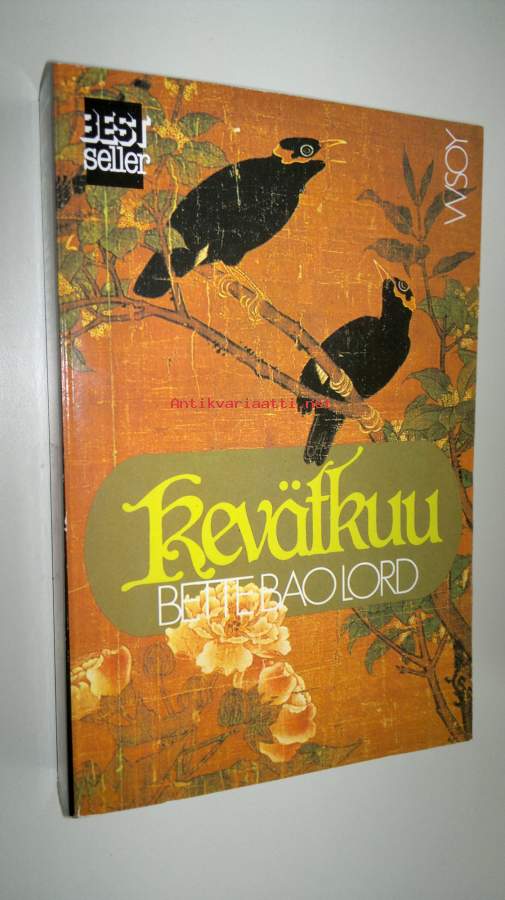 BEST
seller
WSOY
Antikvariaatti.net
Kevätkuu
BETTE BAO LORD